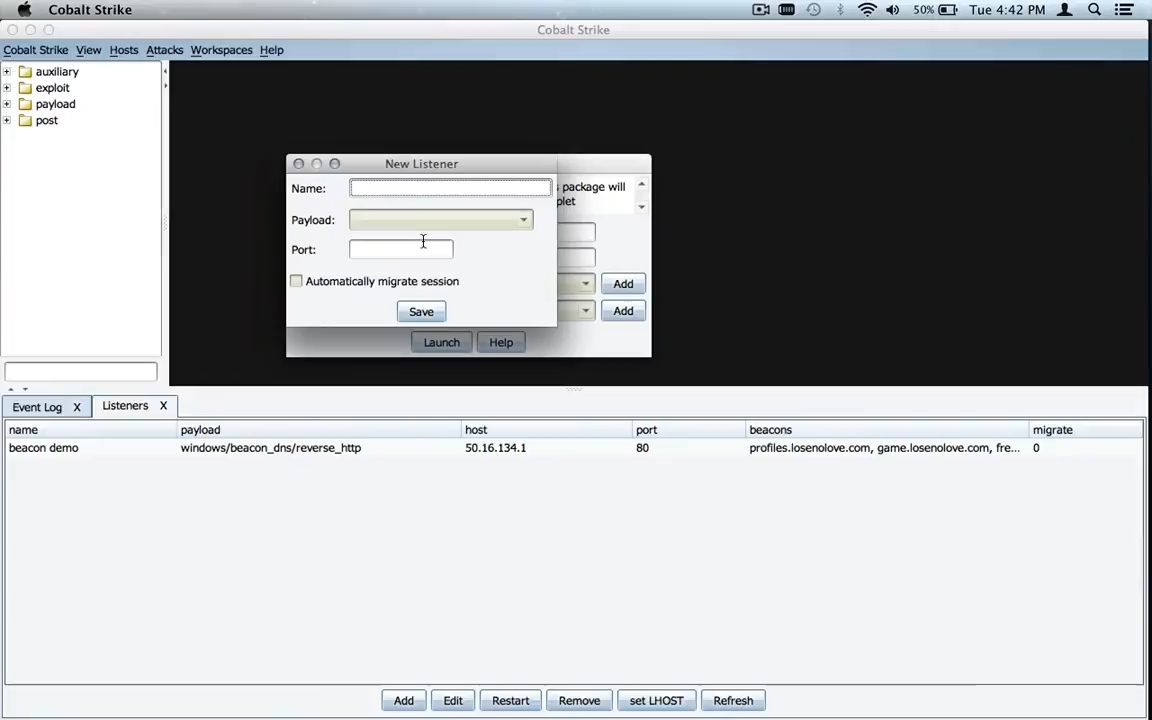 Cobalt Strike 50% Tue 4:42 PM
Cobalt Strike
Cobalt Strike View Hosts Attacks Workspaces Help
auxiliary
exploit
payload
post
New Listener
Name:
Payload:
Port:
Automatically migrate session
Save
package will
plet
Add
Add
Launch Help
Event Log X Listeners X
name payload host port beacons migrate
beacon demo windows/beacon_dns/reverse_http 50.16.134.1 80 profiles.losenolove.com, game.losenolove.com, fre... 0
Add Edit Restart Remove set LHOST Refresh